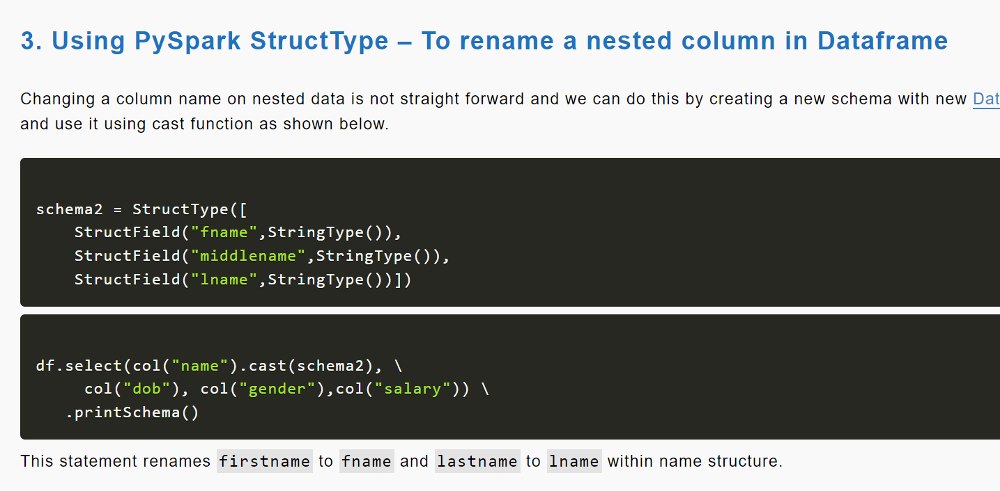 3. Using PySpark StructType – To rename a nested column in Dataframe
Changing a column name on nested data is not straight forward and we can do this by creating a new schema with new Dat
and use it using cast function as shown below.
schema2 = StructType([
    StructField("fname",StringType()),
    StructField("middlename",StringType()),
    StructField("lname",StringType())])
df.select(col("name").cast(schema2), \
     col("dob"), col("gender"),col("salary")) \
   .printSchema()
This statement renames firstname to fname and lastname to lname within name structure.